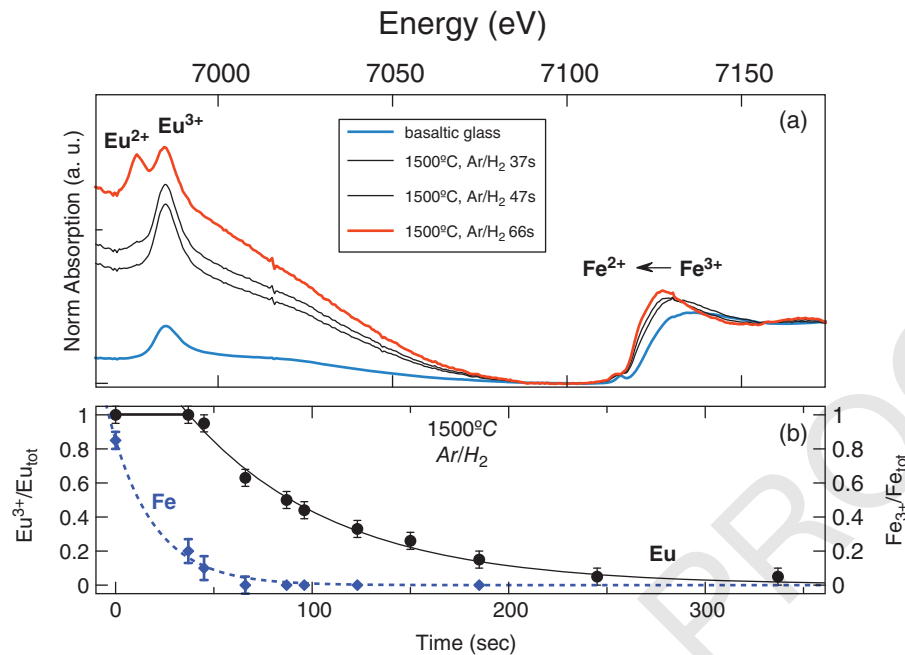 Energy (eV)
7000 7050 7100 7150
(a)
Eu²⁺ Eu³⁺
basaltic glass
1500ºC, Ar/H₂ 37s
1500ºC, Ar/H₂ 47s
1500ºC, Ar/H₂ 66s
Fe²⁺ ← Fe³⁺
Norm Absorption (a. u.)
1500ºC
Ar/H₂
(b)
Fe
Eu
Eu³⁺/Eu_tot
1
0.8
0.6
0.4
0.2
0
Fe₃₊/Fe_tot
1
0.8
0.6
0.4
0.2
0
0 100 200 300
Time (sec)
PROO